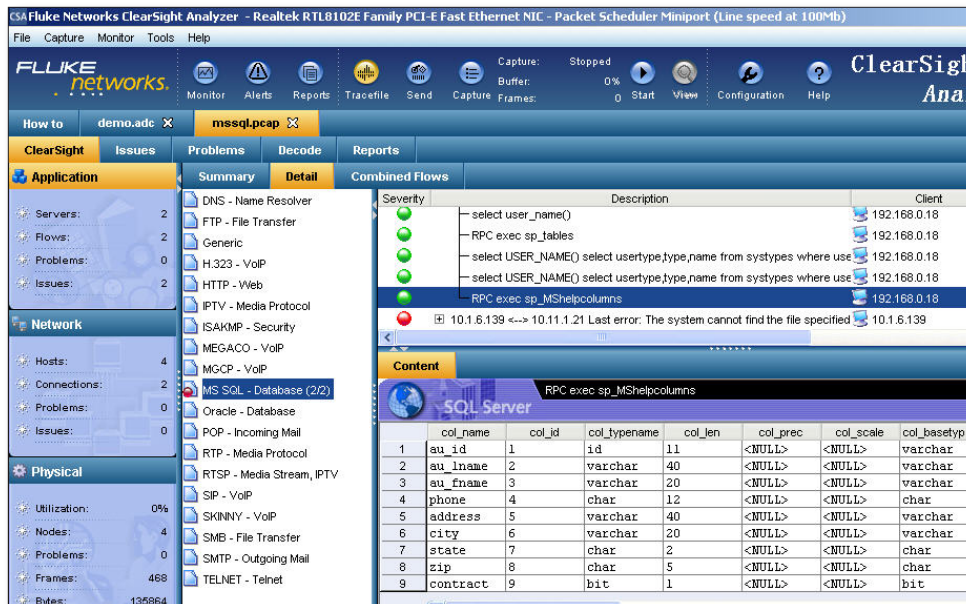 CSA Fluke Networks ClearSight Analyzer - Realtek RTL8102E Family PCI-E Fast Ethernet NIC - Packet Scheduler Miniport (Line speed at 100Mb)
File Capture Monitor Tools Help
FLUKE networks.
Monitor Alerts Reports Tracefile Send Capture
Capture: Stopped
Buffer: 0%
Frames: 0
Start View Configuration Help
ClearSigh
Ana
How to demo.adc mssql.pcap
ClearSight Issues Problems Decode Reports
Application
Servers: 2
Flows: 2
Problems: 0
Issues: 2
Network
Hosts: 4
Connections: 2
Problems: 0
Issues: 0
Physical
Utilization: 0%
Nodes: 4
Problems: 0
Frames: 468
Bytes: 135864
Summary Detail Combined Flows
DNS - Name Resolver
FTP - File Transfer
Generic
H.323 - VoIP
HTTP - Web
IPTV - Media Protocol
ISAKMP - Security
MEGACO - VoIP
MGCP - VoIP
MS SQL - Database (2/2)
Oracle - Database
POP - Incoming Mail
RTP - Media Protocol
RTSP - Media Stream, IPTV
SIP - VoIP
SKINNY - VoIP
SMB - File Transfer
SMTP - Outgoing Mail
TELNET - Telnet
Severity Description Client
select user_name() 192.168.0.18
RPC exec sp_tables 192.168.0.18
select USER_NAME() select usertype,type,name from systypes where use 192.168.0.18
select USER_NAME() select usertype,type,name from systypes where use 192.168.0.18
RPC exec sp_MShelpcolumns 192.168.0.18
10.1.6.139 <--> 10.11.1.21 Last error: The system cannot find the file specified 10.1.6.139
Content
SQL Server
RPC exec sp_MShelpcolumns
col_name col_id col_typename col_len col_prec col_scale col_basetyp
1 au_id 1 id 11 <NULL> <NULL> varchar
2 au_lname 2 varchar 40 <NULL> <NULL> varchar
3 au_fname 3 varchar 20 <NULL> <NULL> varchar
4 phone 4 char 12 <NULL> <NULL> char
5 address 5 varchar 40 <NULL> <NULL> varchar
6 city 6 varchar 20 <NULL> <NULL> varchar
7 state 7 char 2 <NULL> <NULL> char
8 zip 8 char 5 <NULL> <NULL> char
9 contract 9 bit 1 <NULL> <NULL> bit